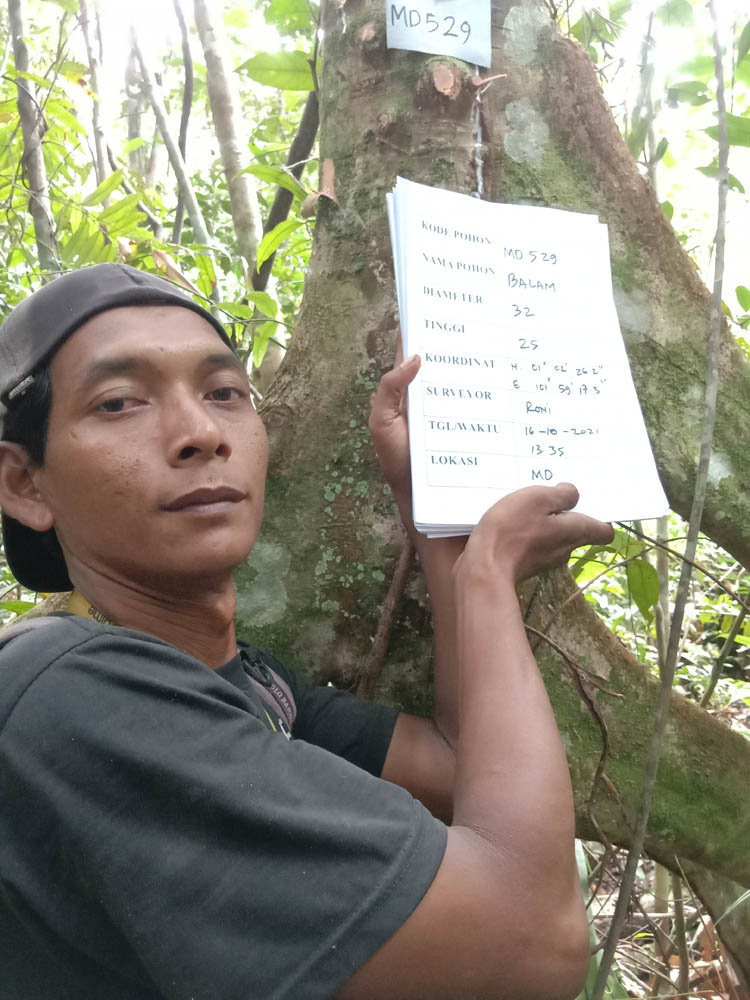 MD529
KODE POHON MD 529
NAMA POHON BALAM
DIAMETER 32
TINGGI 25
KOORDINAT N. 01° 02' 26.2"
E 101° 59' 17.3"
SURVEYOR RONI
TGL/WAKTU 16-10-2021
13.35
LOKASI MD